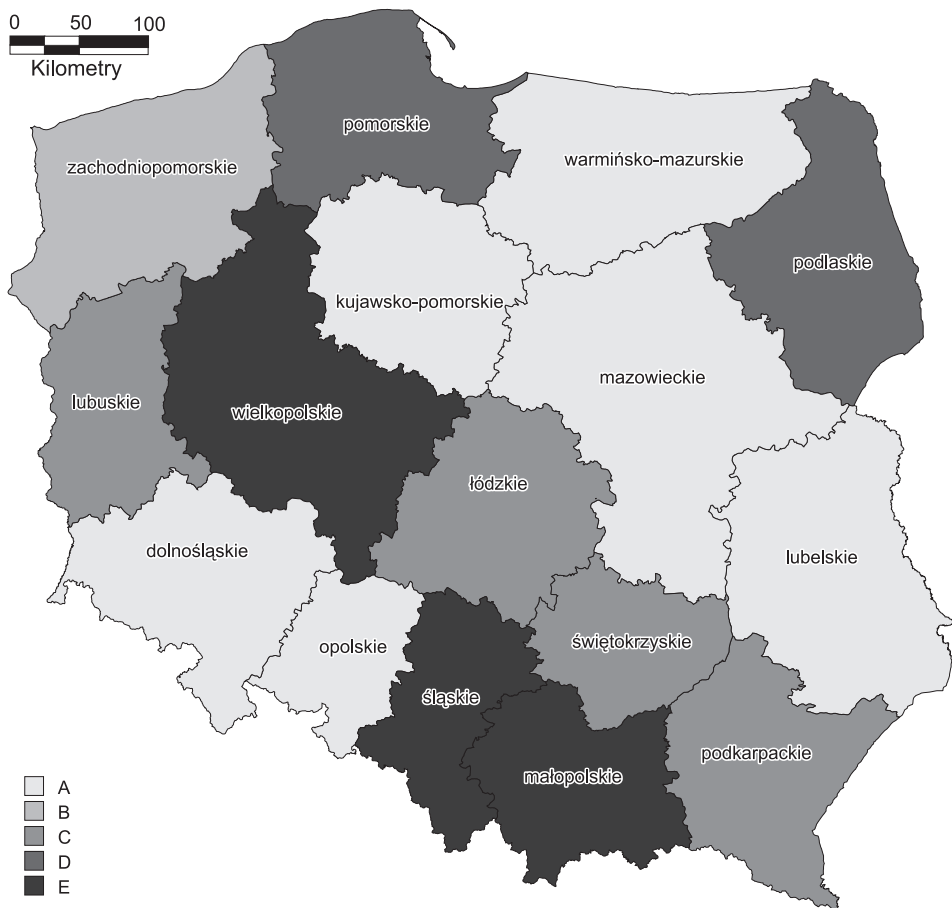 0 50 100
Kilometry
pomorskie
warmińsko-mazurskie
zachodniopomorskie
podlaskie
kujawsko-pomorskie
mazowieckie
lubuskie
wielkopolskie
łódzkie
dolnośląskie
lubelskie
opolskie
świętokrzyskie
śląskie
podkarpackie
małopolskie
A
B
C
D
E